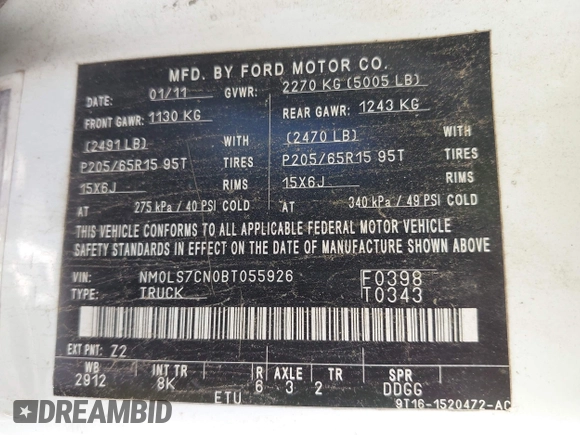 MFD. BY FORD MOTOR CO.
DATE: 01/11 GVWR: 2270 KG (5005 LB)
FRONT GAWR: 1130 KG REAR GAWR: 1243 KG
(2491 LB) WITH (2470 LB) WITH
P205/65R15 95T TIRES P205/65R15 95T TIRES
15X6J RIMS 15X6J RIMS
AT 275 kPa / 40 PSI COLD AT 340 kPa / 49 PSI COLD
THIS VEHICLE CONFORMS TO ALL APPLICABLE FEDERAL MOTOR VEHICLE
SAFETY STANDARDS IN EFFECT ON THE DATE OF MANUFACTURE SHOWN ABOVE
VIN: NM0LS7CN0BT055926 F0398
TYPE: TRUCK T0343
EXT PNT: Z2
WB INT TR R AXLE TR SPR
2912 8K 6 3 2 DDGG
ETU 9T16-1520472-AC
DREAMBID